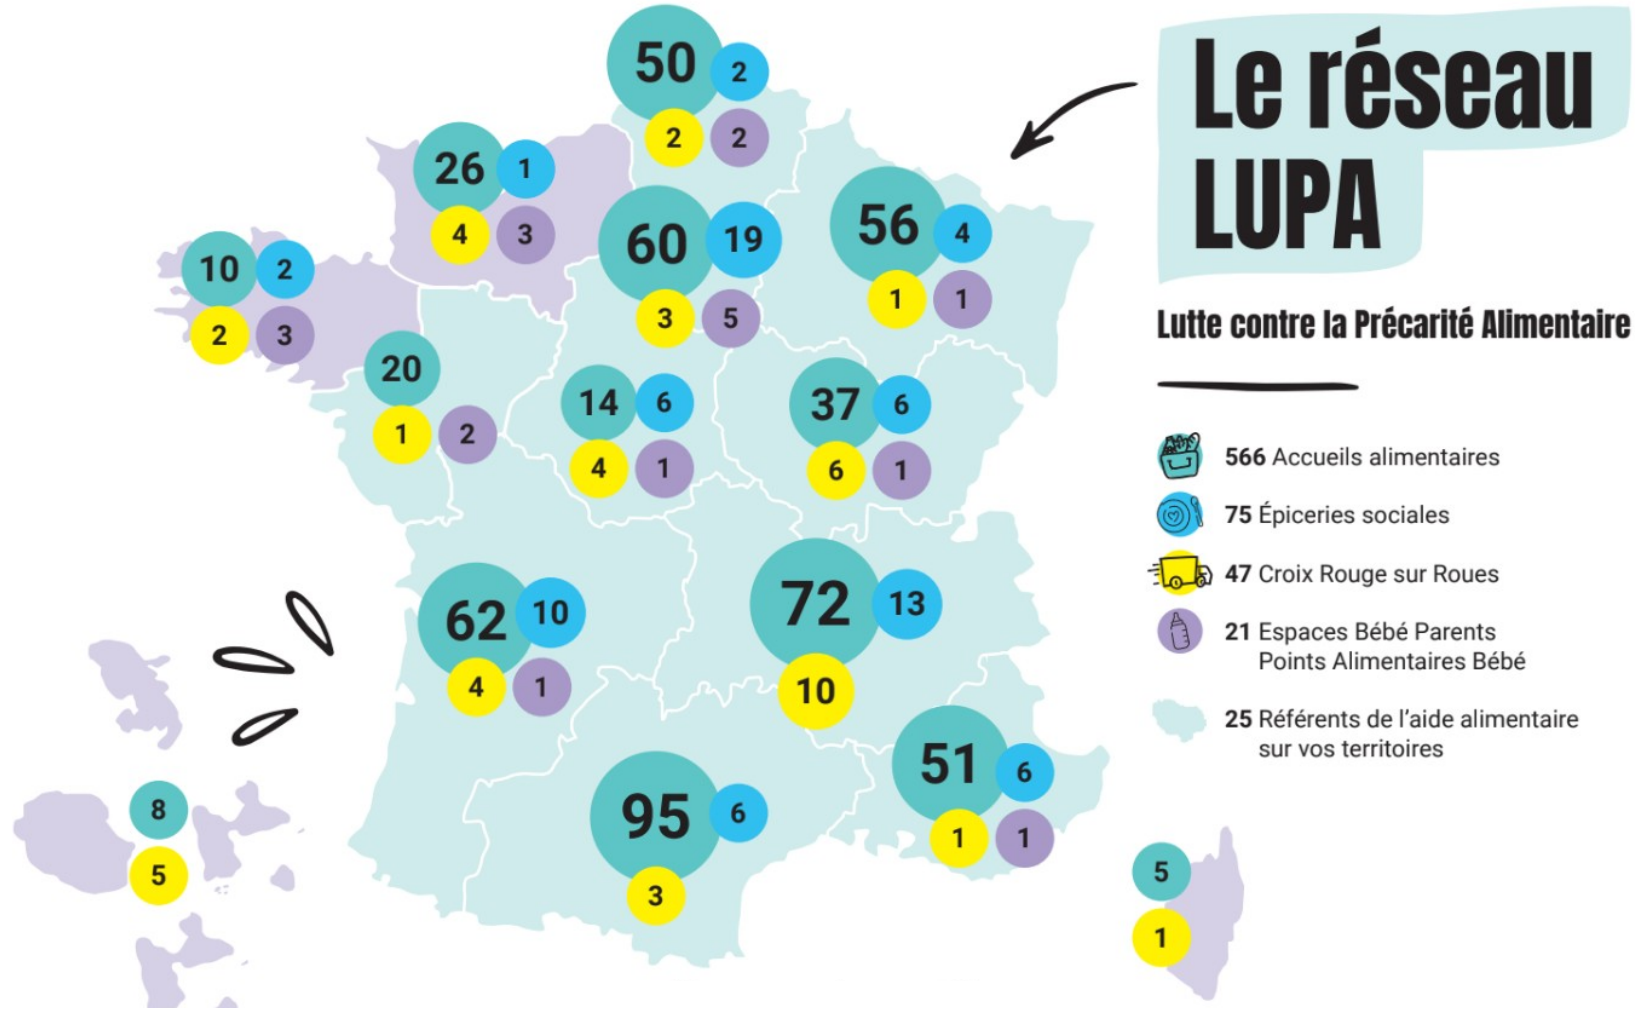 Le réseau
LUPA
Lutte contre la Précarité Alimentaire
566 Accueils alimentaires
75 Épiceries sociales
47 Croix Rouge sur Roues
21 Espaces Bébé Parents
Points Alimentaires Bébé
25 Référents de l'aide alimentaire
sur vos territoires
50 2
2 2
26 1
4 3
60 19
3 5
56 4
1 1
10 2
2 3
20
1 2
14 6
4 1
37 6
6 1
62 10
4 1
72 13
10
51 6
1 1
95 6
3
8
5
5
1